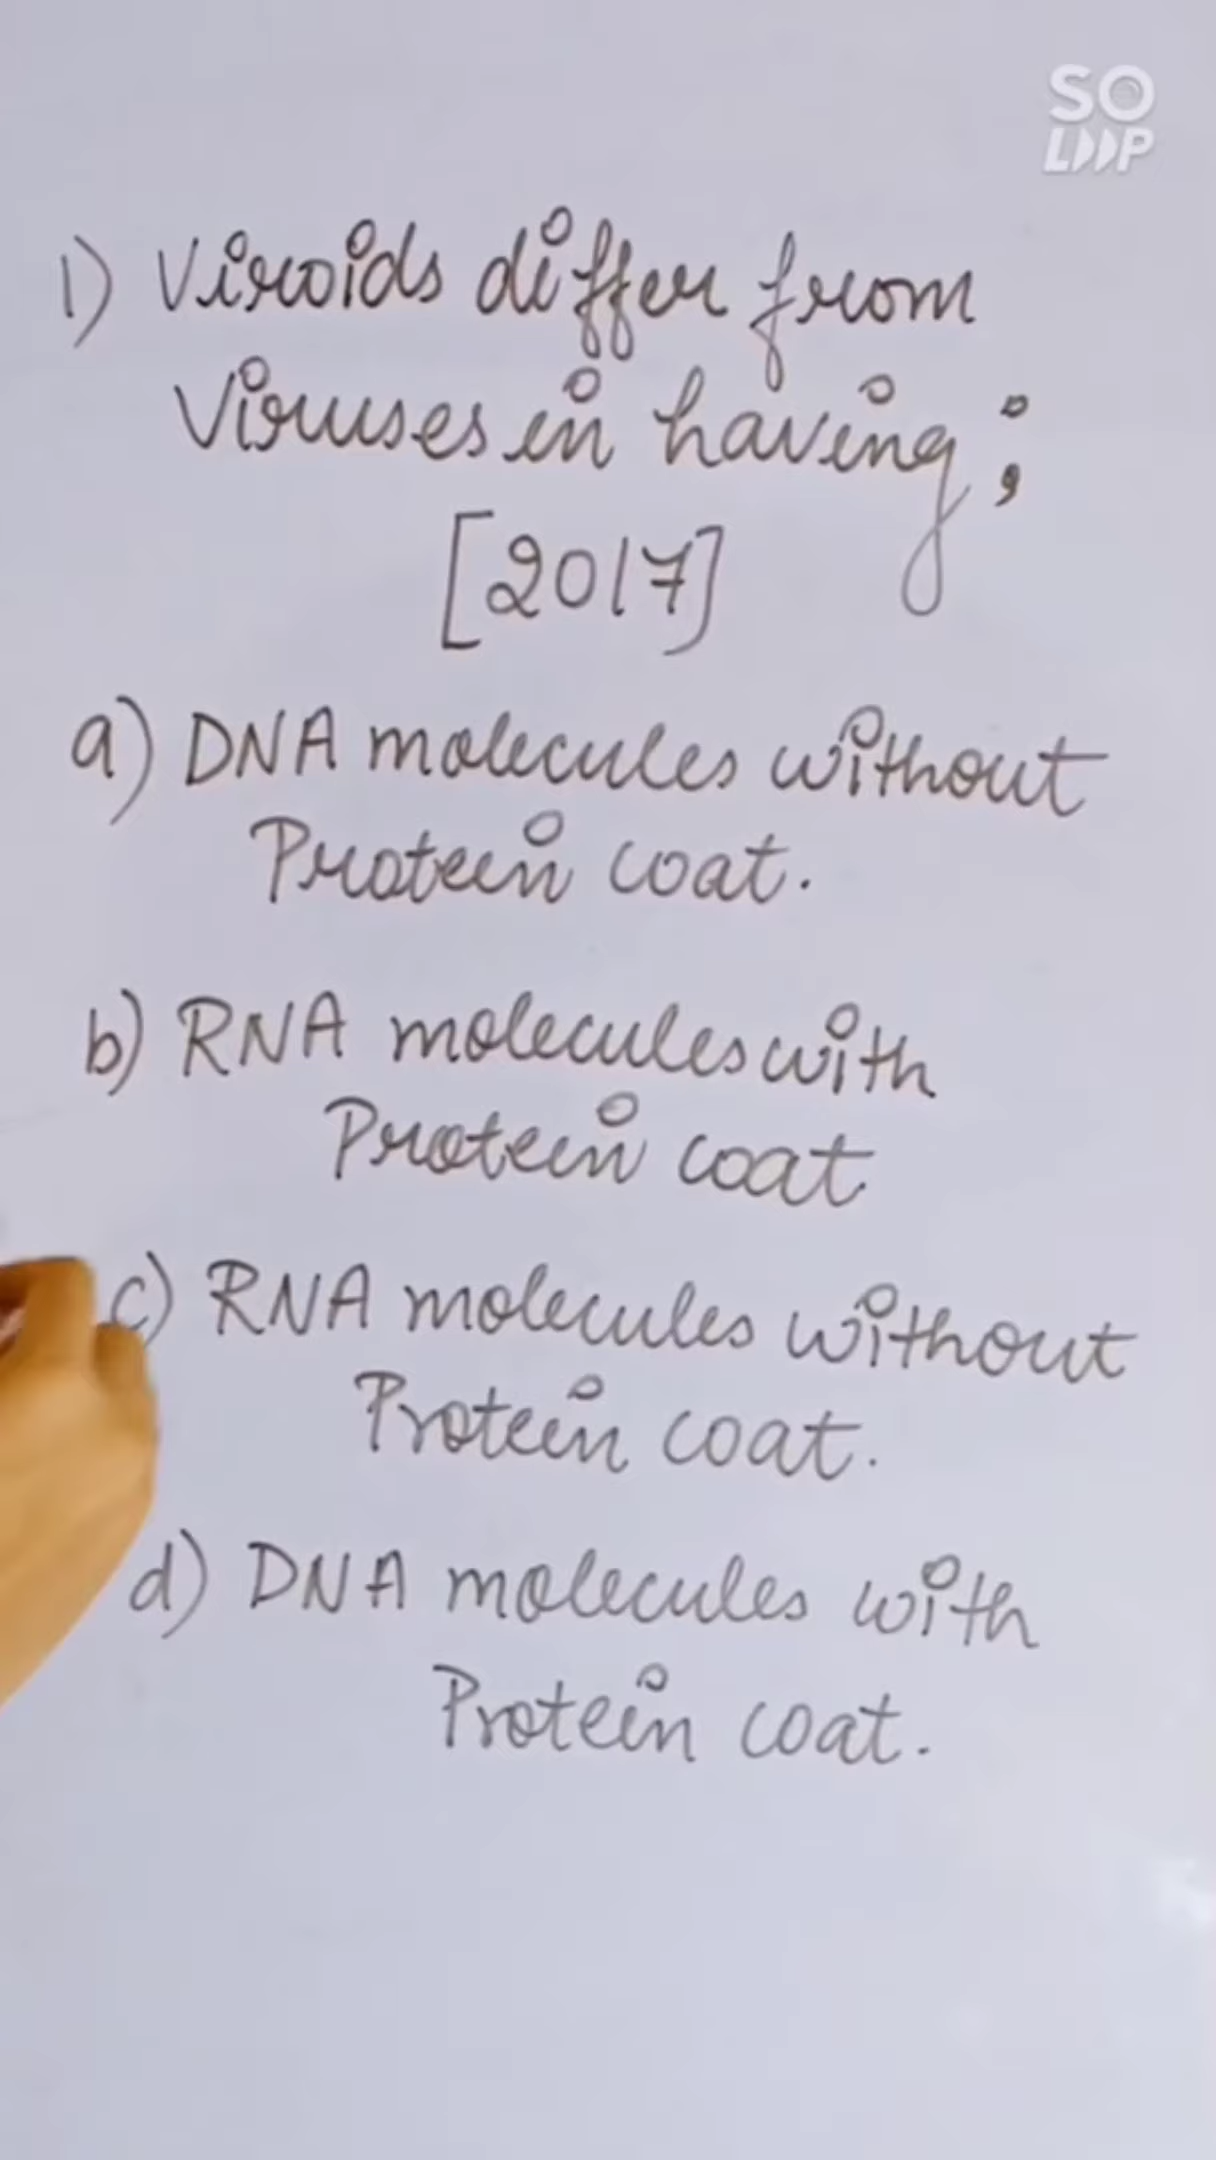 SO
LOOP
1) Viroids differ from
Viruses in having;
[2017]
a) DNA molecules without
Protein coat.
b) RNA molecules with
Protein coat
c) RNA molecules without
Protein coat.
d) DNA molecules with
Protein coat.